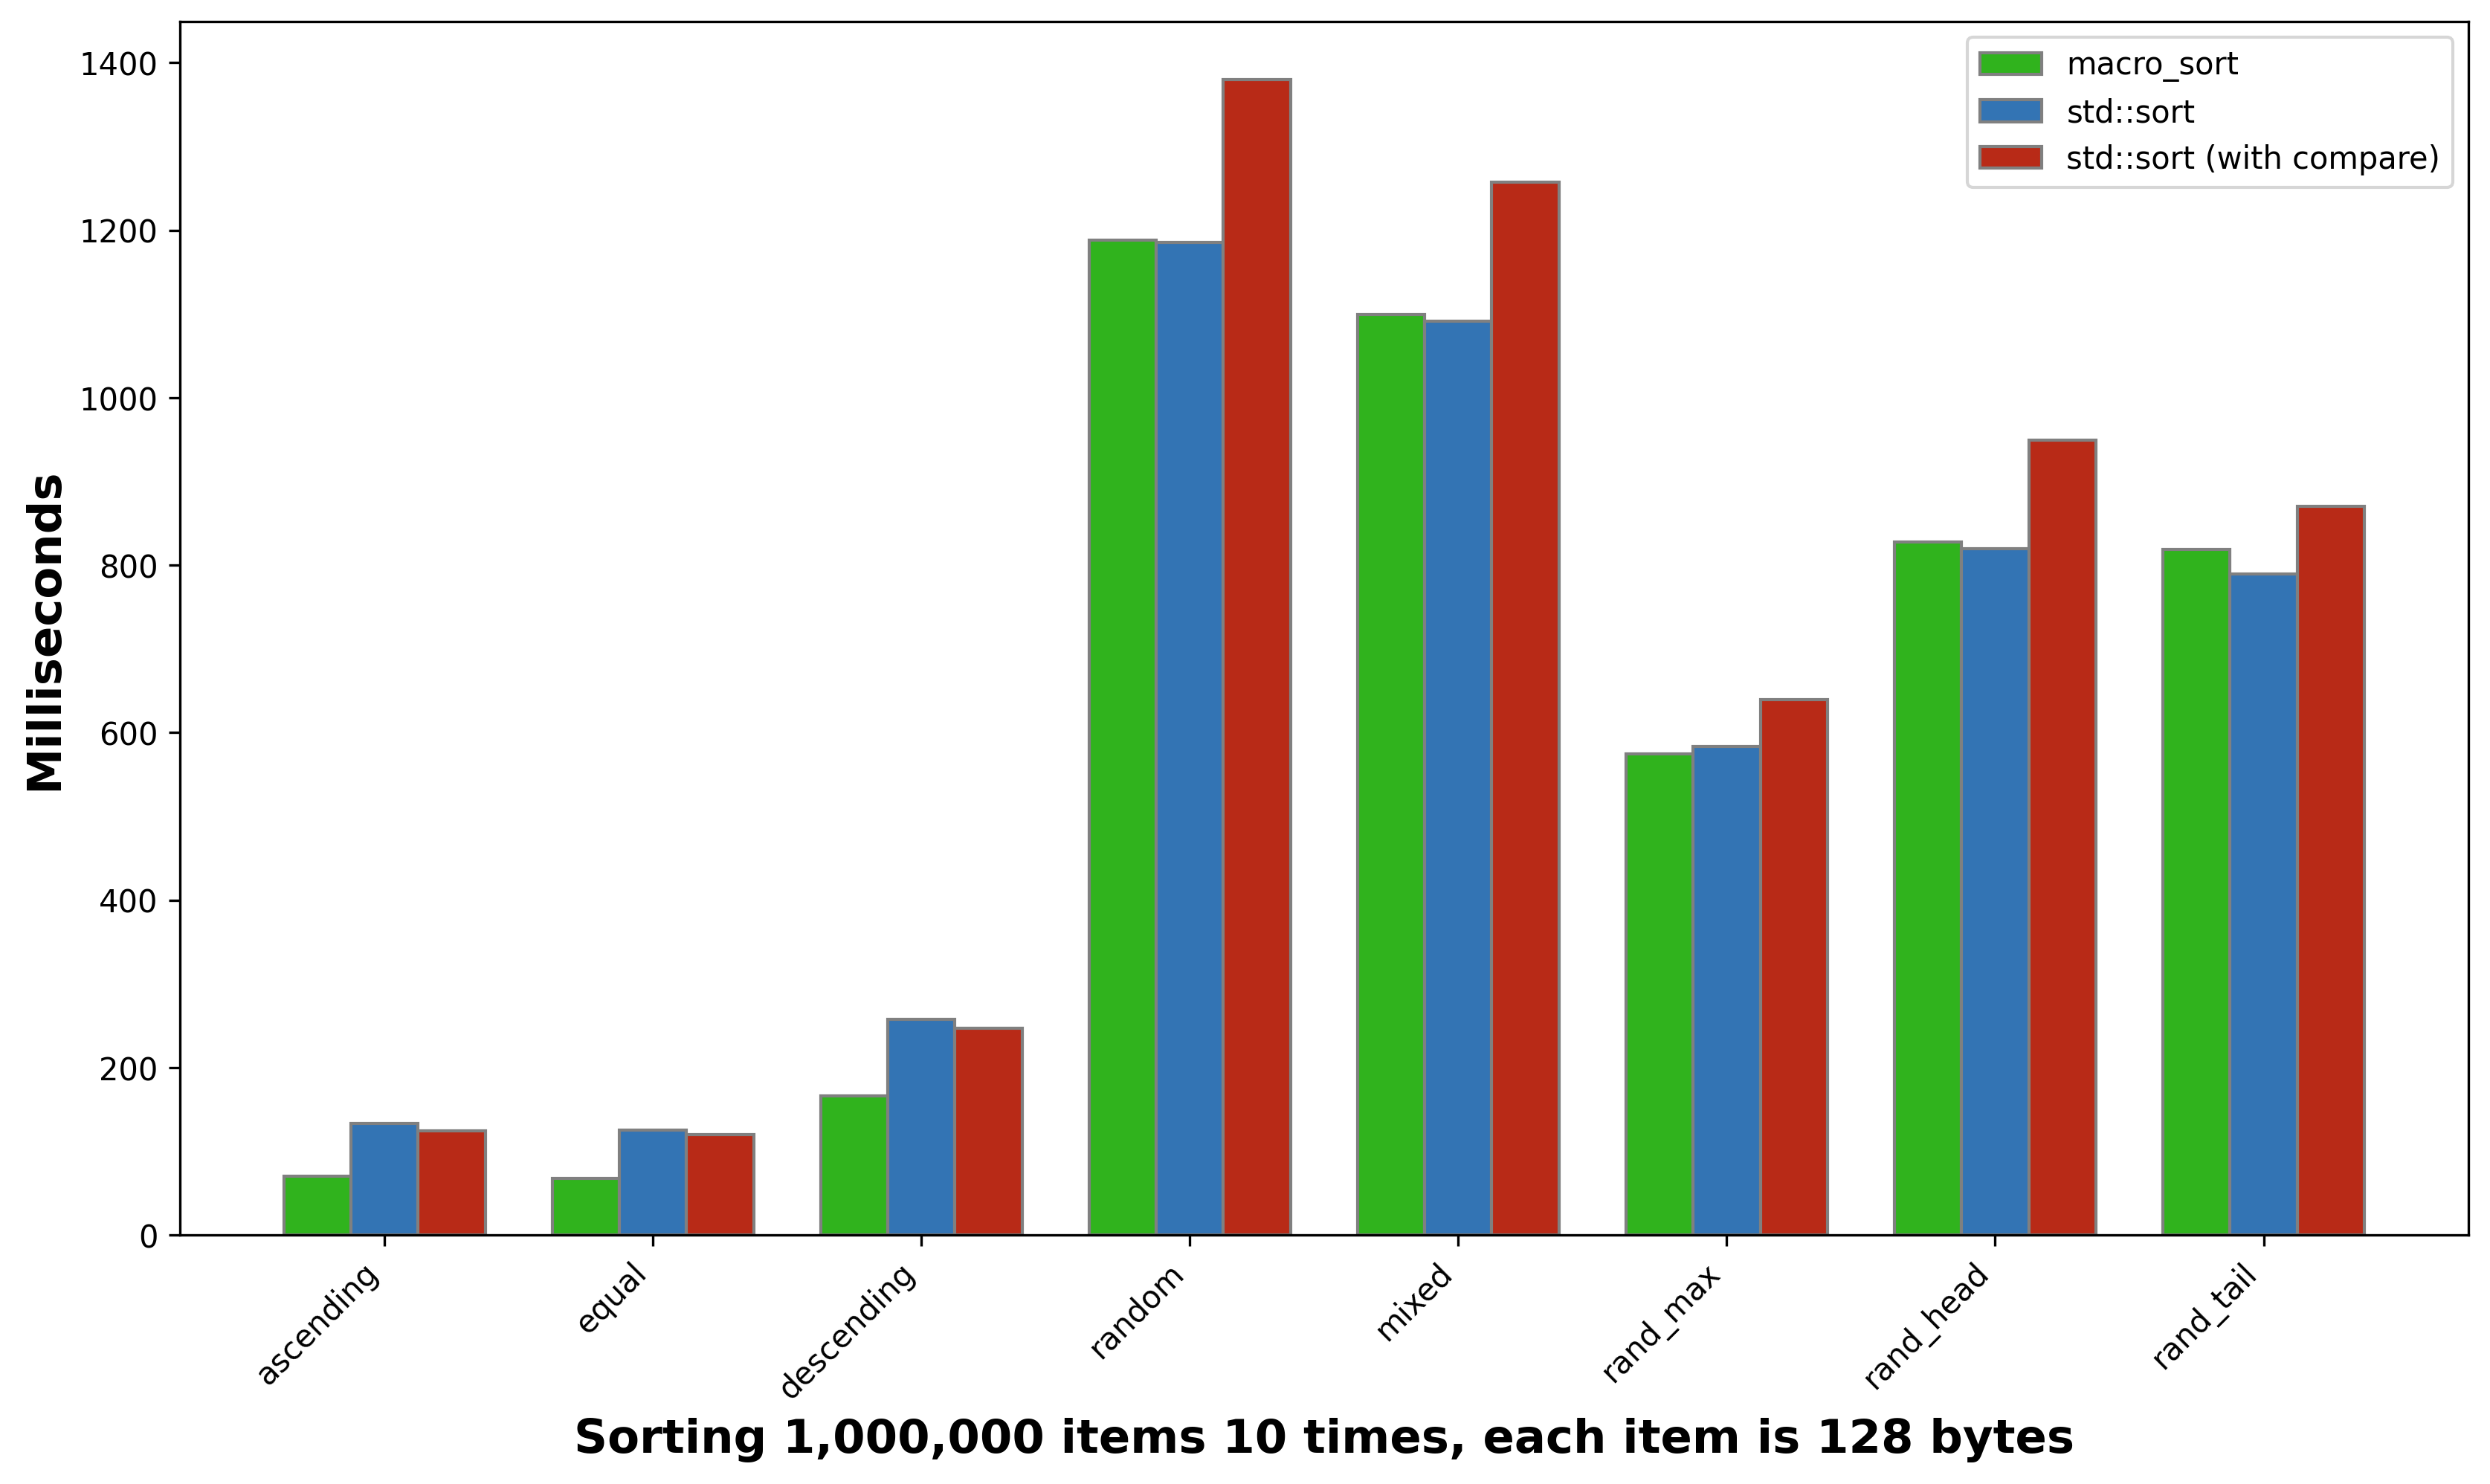 macro_sort
std::sort
std::sort (with compare)
Milliseconds
1400
1200
1000
800
600
400
200
0
ascending
equal
descending
random
mixed
rand_max
rand_head
rand_tail
Sorting 1,000,000 items 10 times, each item is 128 bytes